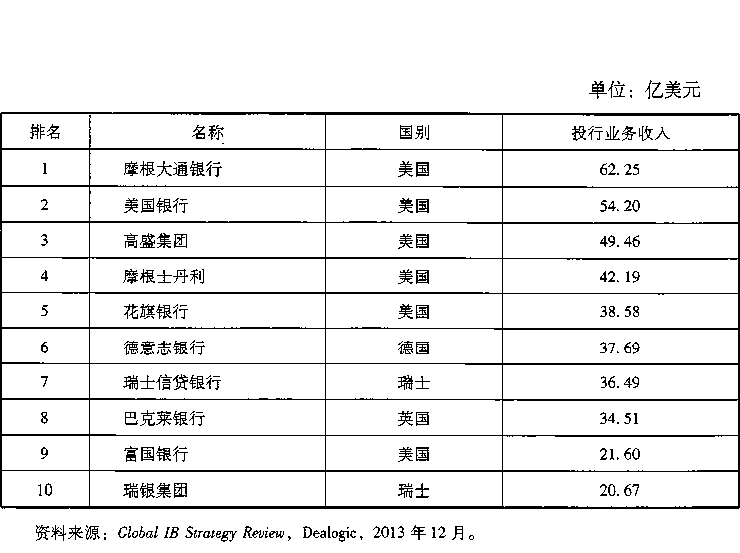 单位：亿美元
排名 名称 国别 投行业务收入
1 摩根大通银行 美国 62.25
2 美国银行 美国 54.20
3 高盛集团 美国 49.46
4 摩根士丹利 美国 42.19
5 花旗银行 美国 38.58
6 德意志银行 德国 37.69
7 瑞士信贷银行 瑞士 36.49
8 巴克莱银行 英国 34.51
9 富国银行 美国 21.60
10 瑞银集团 瑞士 20.67
资料来源：Global IB Strategy Review，Dealogic，2013年12月。